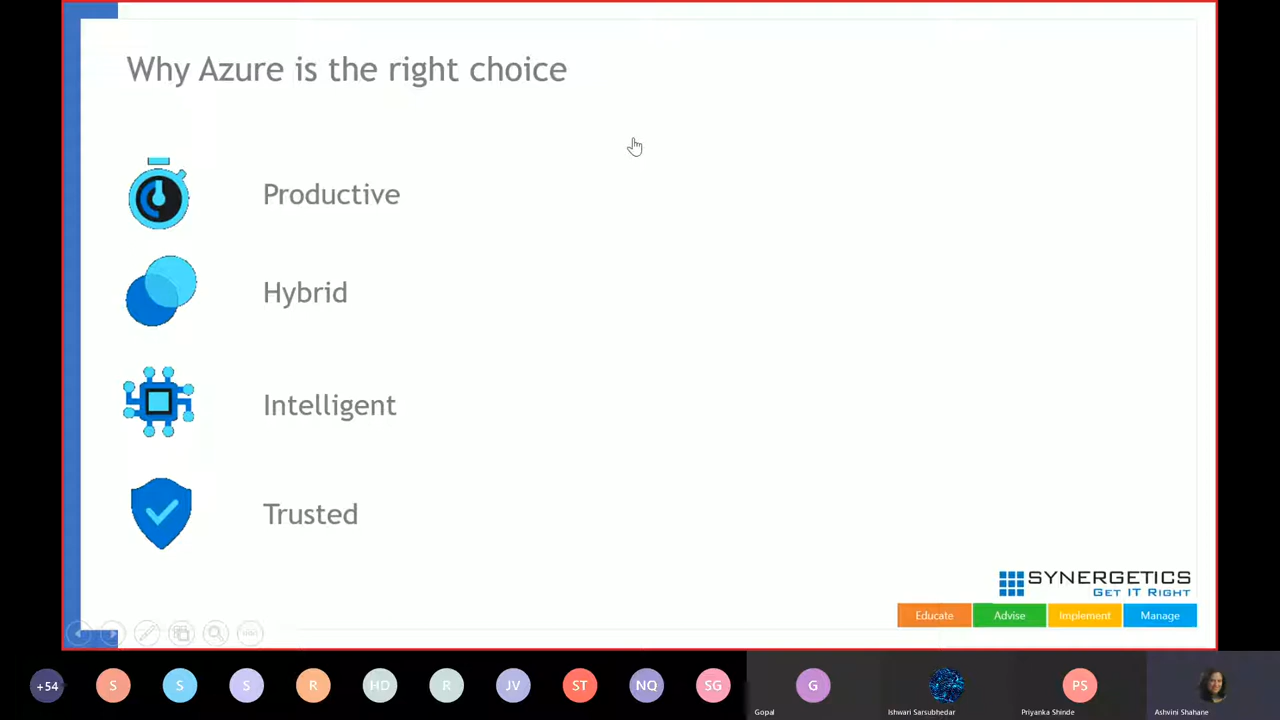 Why Azure is the right choice
Productive
Hybrid
Intelligent
Trusted
SYNERGETICS
GET IT RIGHT
Educate
Advise
Implement
Manage
+54
S
S
S
R
HD
R
JV
ST
NQ
SG
G
PS
Gopal
Ishwari Sarsubhedar
Priyanka Shinde
Ashvini Shahane